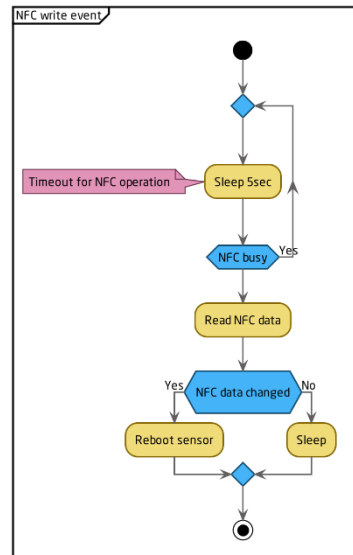 NFC write event
Timeout for NFC operation
Sleep 5sec
NFC busy
Yes
Read NFC data
Yes
NFC data changed
No
Reboot sensor
Sleep